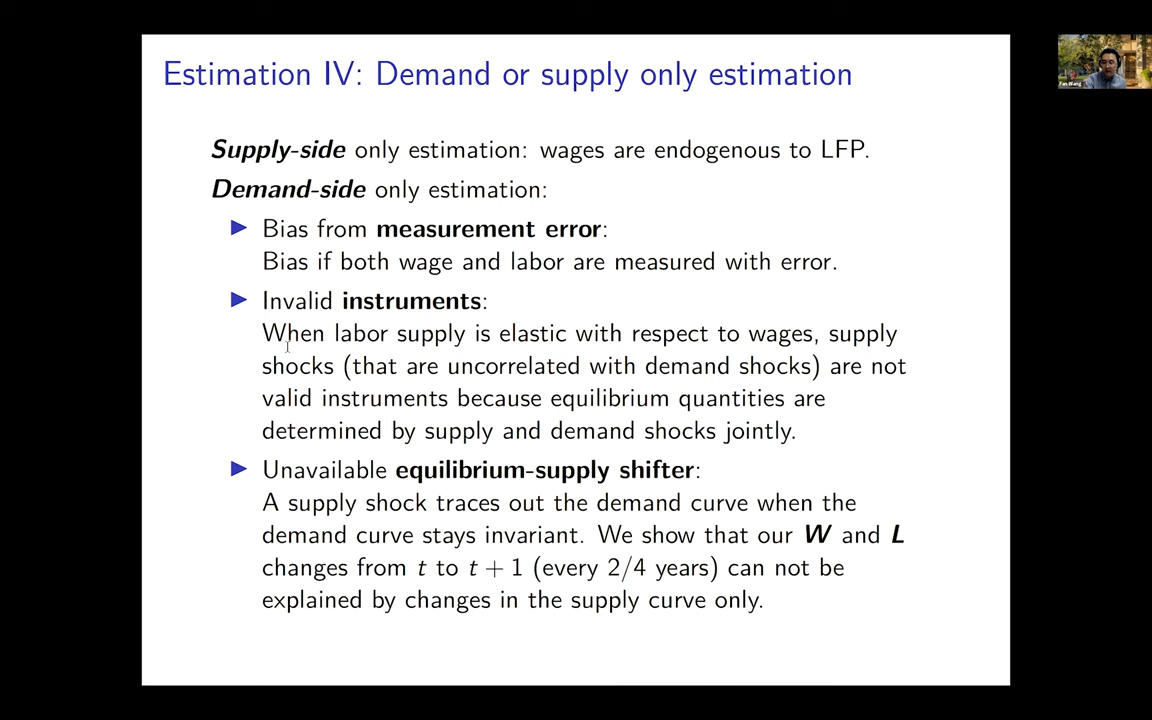 Estimation IV: Demand or supply only estimation
Supply-side only estimation: wages are endogenous to LFP.
Demand-side only estimation:
▶ Bias from measurement error:
Bias if both wage and labor are measured with error.
▶ Invalid instruments:
When labor supply is elastic with respect to wages, supply
shocks (that are uncorrelated with demand shocks) are not
valid instruments because equilibrium quantities are
determined by supply and demand shocks jointly.
▶ Unavailable equilibrium-supply shifter:
A supply shock traces out the demand curve when the
demand curve stays invariant. We show that our W and L
changes from t to t + 1 (every 2/4 years) can not be
explained by changes in the supply curve only.
Fan Wang